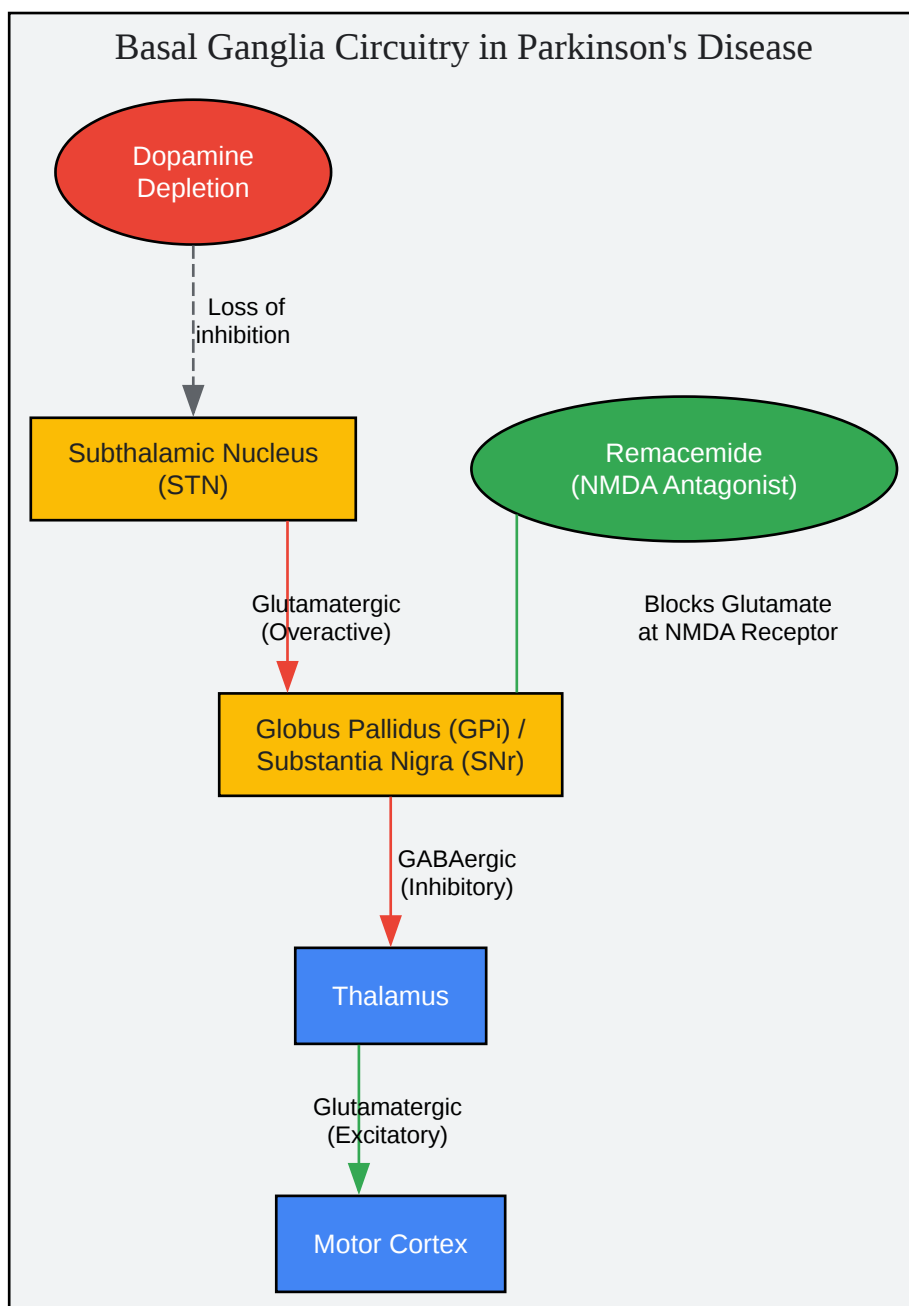 Basal Ganglia Circuitry in Parkinson's Disease
Dopamine
Depletion
Loss of
inhibition
Subthalamic Nucleus
(STN)
Remacemide
(NMDA Antagonist)
Glutamatergic
(Overactive)
Blocks Glutamate
at NMDA Receptor
Globus Pallidus (GPi) /
Substantia Nigra (SNr)
GABAergic
(Inhibitory)
Thalamus
Glutamatergic
(Excitatory)
Motor Cortex